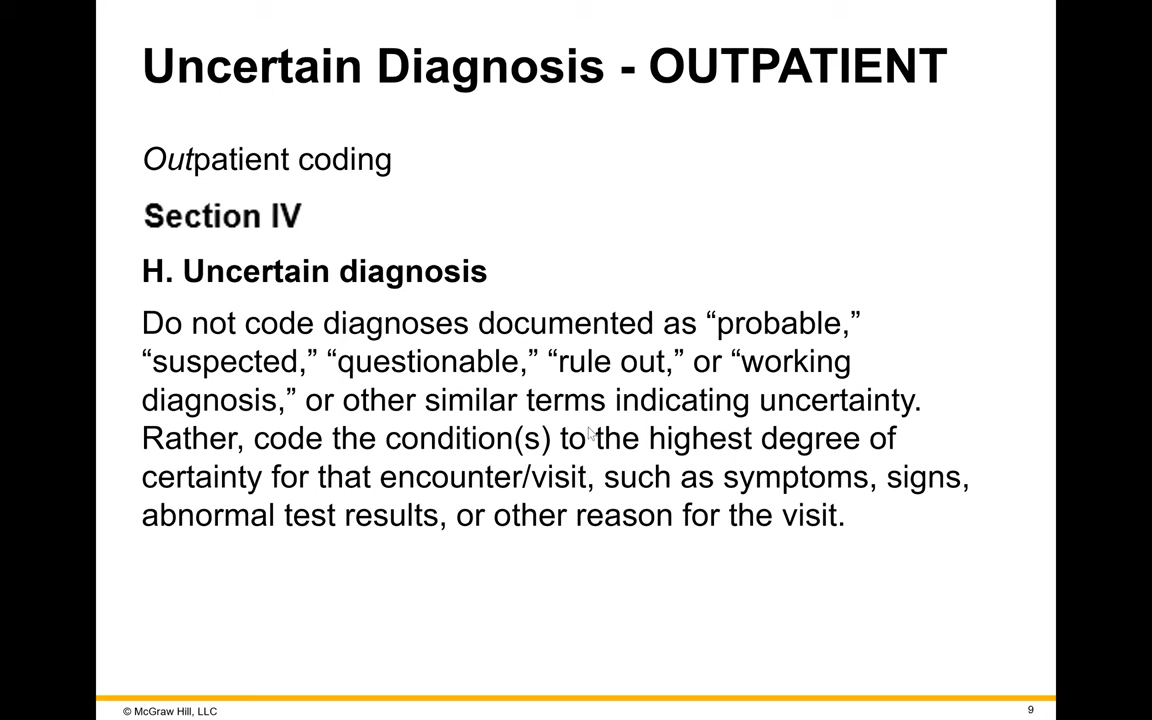 Uncertain Diagnosis - OUTPATIENT
Outpatient coding
Section IV
H. Uncertain diagnosis
Do not code diagnoses documented as “probable,”
“suspected,” “questionable,” “rule out,” or “working
diagnosis,” or other similar terms indicating uncertainty.
Rather, code the condition(s) to the highest degree of
certainty for that encounter/visit, such as symptoms, signs,
abnormal test results, or other reason for the visit.
© McGraw Hill, LLC
9